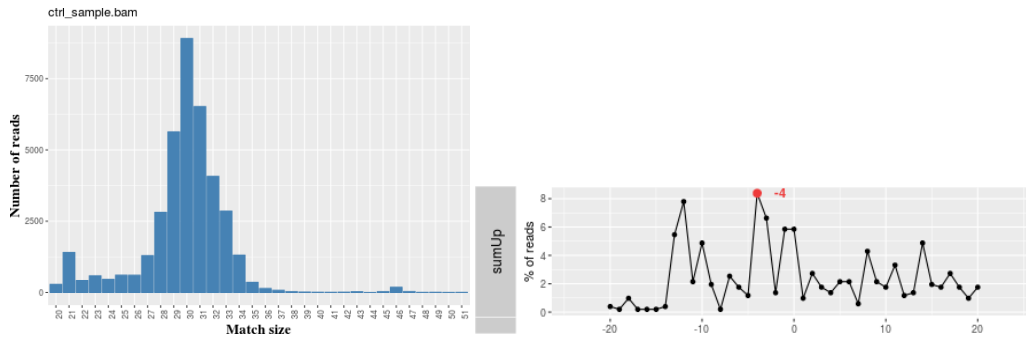 ctrl_sample.bam
Number of reads
7500
5000
2500
0
20 21 22 23 24 25 26 27 28 29 30 31 32 33 34 35 36 37 38 39 40 41 42 43 44 45 46 47 48 49 50 51
Match size
sumUp
% of reads
8
6
4
2
0
-4
-20 -10 0 10 20